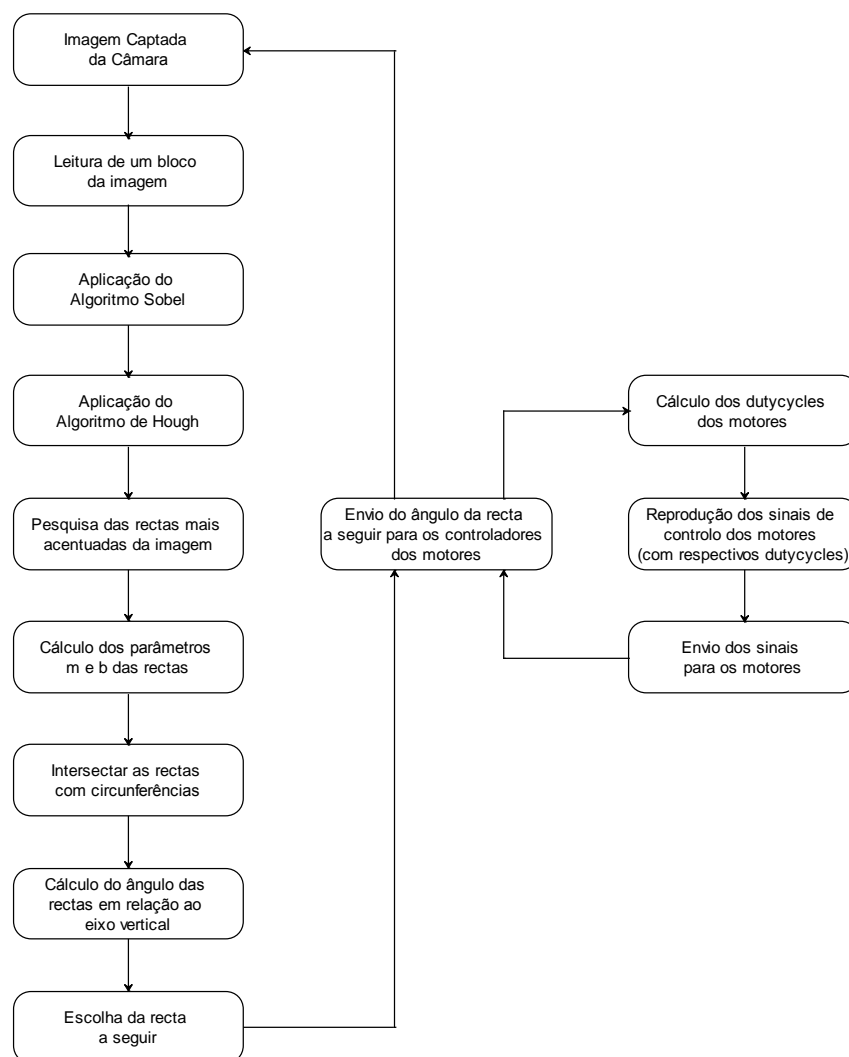 Imagem Captada
da Câmara
Leitura de um bloco
da imagem
Aplicação do
Algoritmo Sobel
Aplicação do
Algoritmo de Hough
Pesquisa das rectas mais
acentuadas da imagem
Cálculo dos parâmetros
m e b das rectas
Intersectar as rectas
com circunferências
Cálculo do ângulo das
rectas em relação ao
eixo vertical
Escolha da recta
a seguir
Envio do ângulo da recta
a seguir para os controladores
dos motores
Cálculo dos dutycycles
dos motores
Reprodução dos sinais de
controlo dos motores
(com respectivos dutycycles)
Envio dos sinais
para os motores